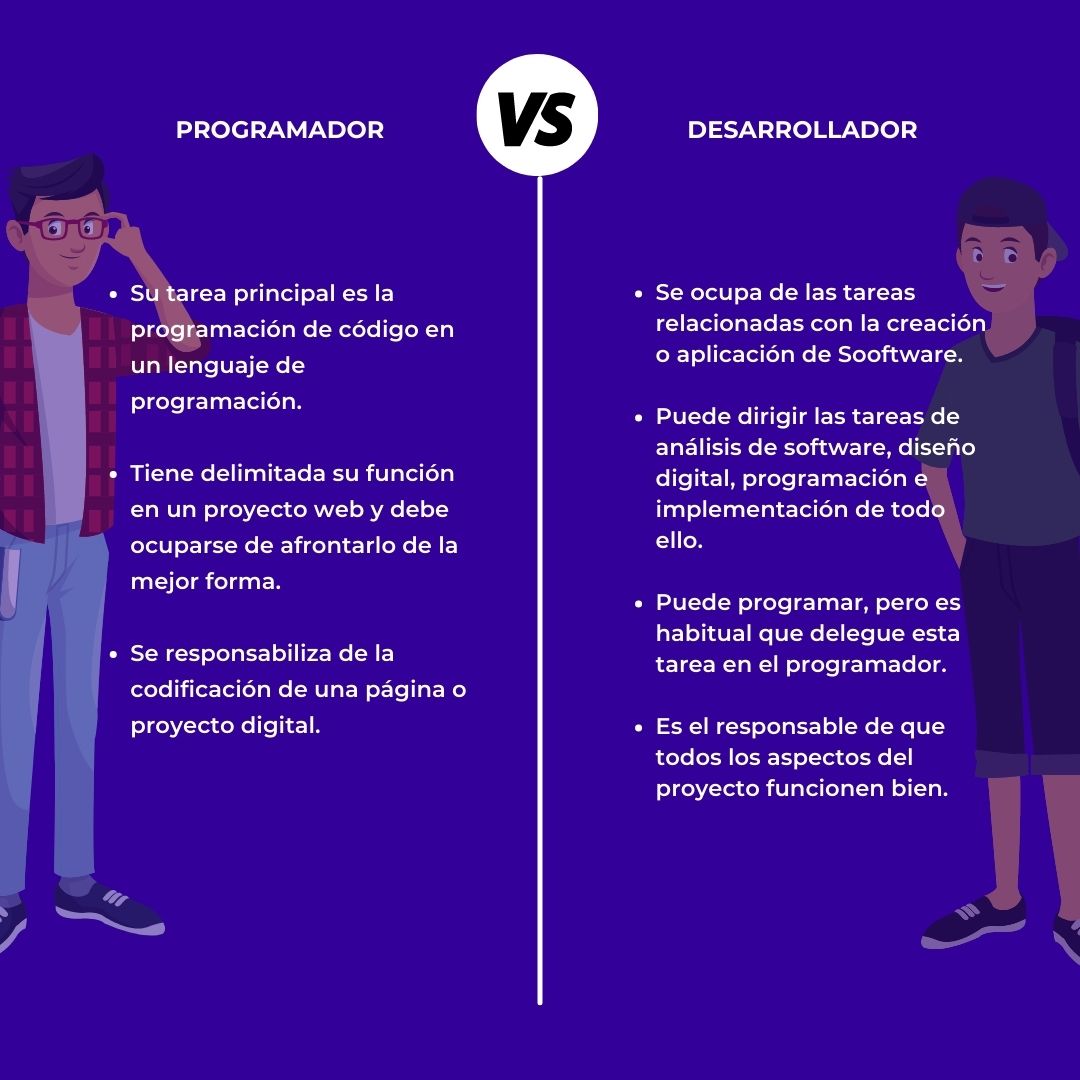 PROGRAMADOR
VS
DESARROLLADOR
• Su tarea principal es la
programación de código en
un lenguaje de
programación.
• Tiene delimitada su función
en un proyecto web y debe
ocuparse de afrontarlo de la
mejor forma.
• Se responsabiliza de la
codificación de una página o
proyecto digital.
• Se ocupa de las tareas
relacionadas con la creación
o aplicación de Sooftware.
• Puede dirigir las tareas de
análisis de software, diseño
digital, programación e
implementación de todo
ello.
• Puede programar, pero es
habitual que delegue esta
tarea en el programador.
• Es el responsable de que
todos los aspectos del
proyecto funcionen bien.